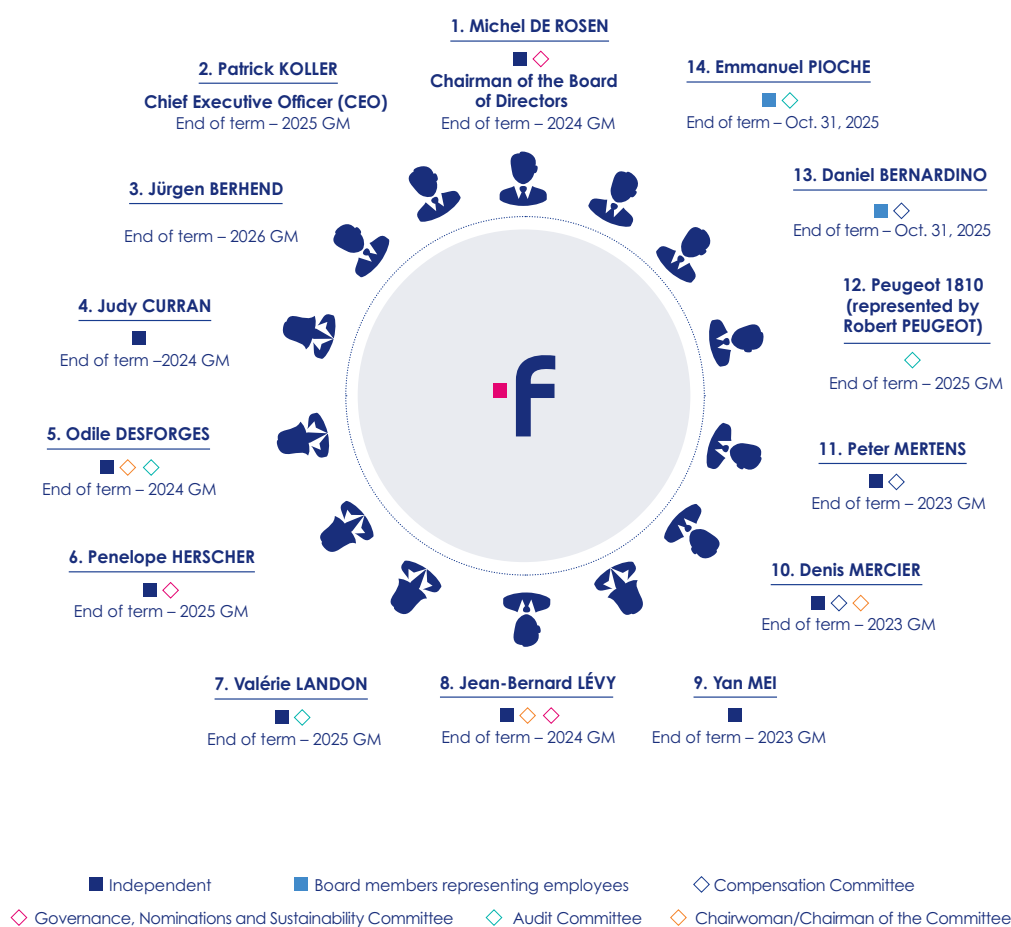 1. Michel DE ROSEN
Chairman of the Board
of Directors
End of term – 2024 GM
2. Patrick KOLLER
Chief Executive Officer (CEO)
End of term – 2025 GM
3. Jürgen BERHEND
End of term – 2026 GM
4. Judy CURRAN
End of term –2024 GM
5. Odile DESFORGES
End of term – 2024 GM
6. Penelope HERSCHER
End of term – 2025 GM
7. Valérie LANDON
End of term – 2025 GM
8. Jean-Bernard LÉVY
End of term – 2024 GM
9. Yan MEI
End of term – 2023 GM
10. Denis MERCIER
End of term – 2023 GM
11. Peter MERTENS
End of term – 2023 GM
12. Peugeot 1810
(represented by
Robert PEUGEOT)
End of term – 2025 GM
13. Daniel BERNARDINO
End of term – Oct. 31, 2025
14. Emmanuel PIOCHE
End of term – Oct. 31, 2025
f
Independent
Board members representing employees
Compensation Committee
Governance, Nominations and Sustainability Committee
Audit Committee
Chairwoman/Chairman of the Committee